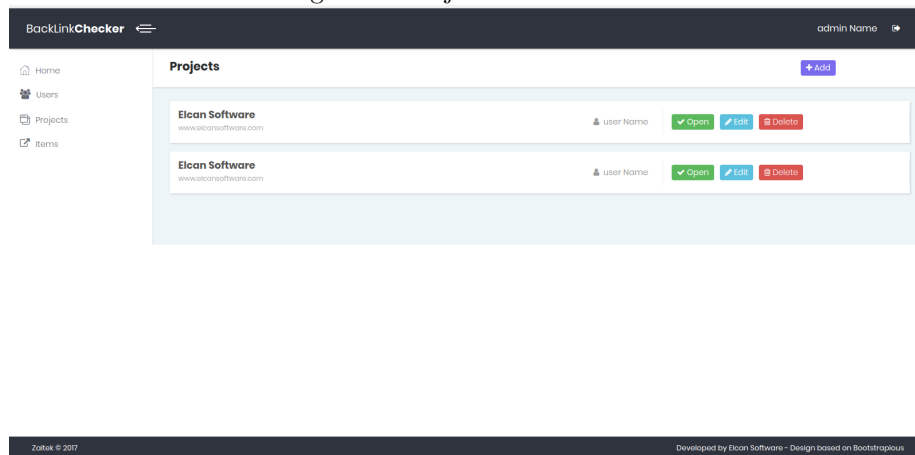 BackLinkChecker
admin Name
Home
Users
Projects
Items
Projects
+ Add
Elcan Software
www.elcansoftware.com
user Name
Open
Edit
Delete
Elcan Software
www.elcansoftware.com
user Name
Open
Edit
Delete
Zaitek © 2017
Developed by Elcan Software - Design based on Bootstrapious